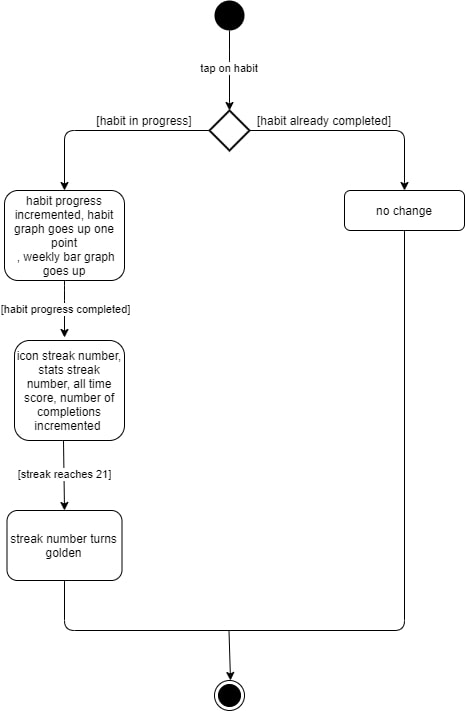 tap on habit
[habit in progress]
[habit already completed]
habit progress
incremented, habit
graph goes up one
point
, weekly bar graph
goes up
no change
[habit progress completed]
icon streak number,
stats streak
number, all time
score, number of
completions
incremented
[streak reaches 21]
streak number turns
golden